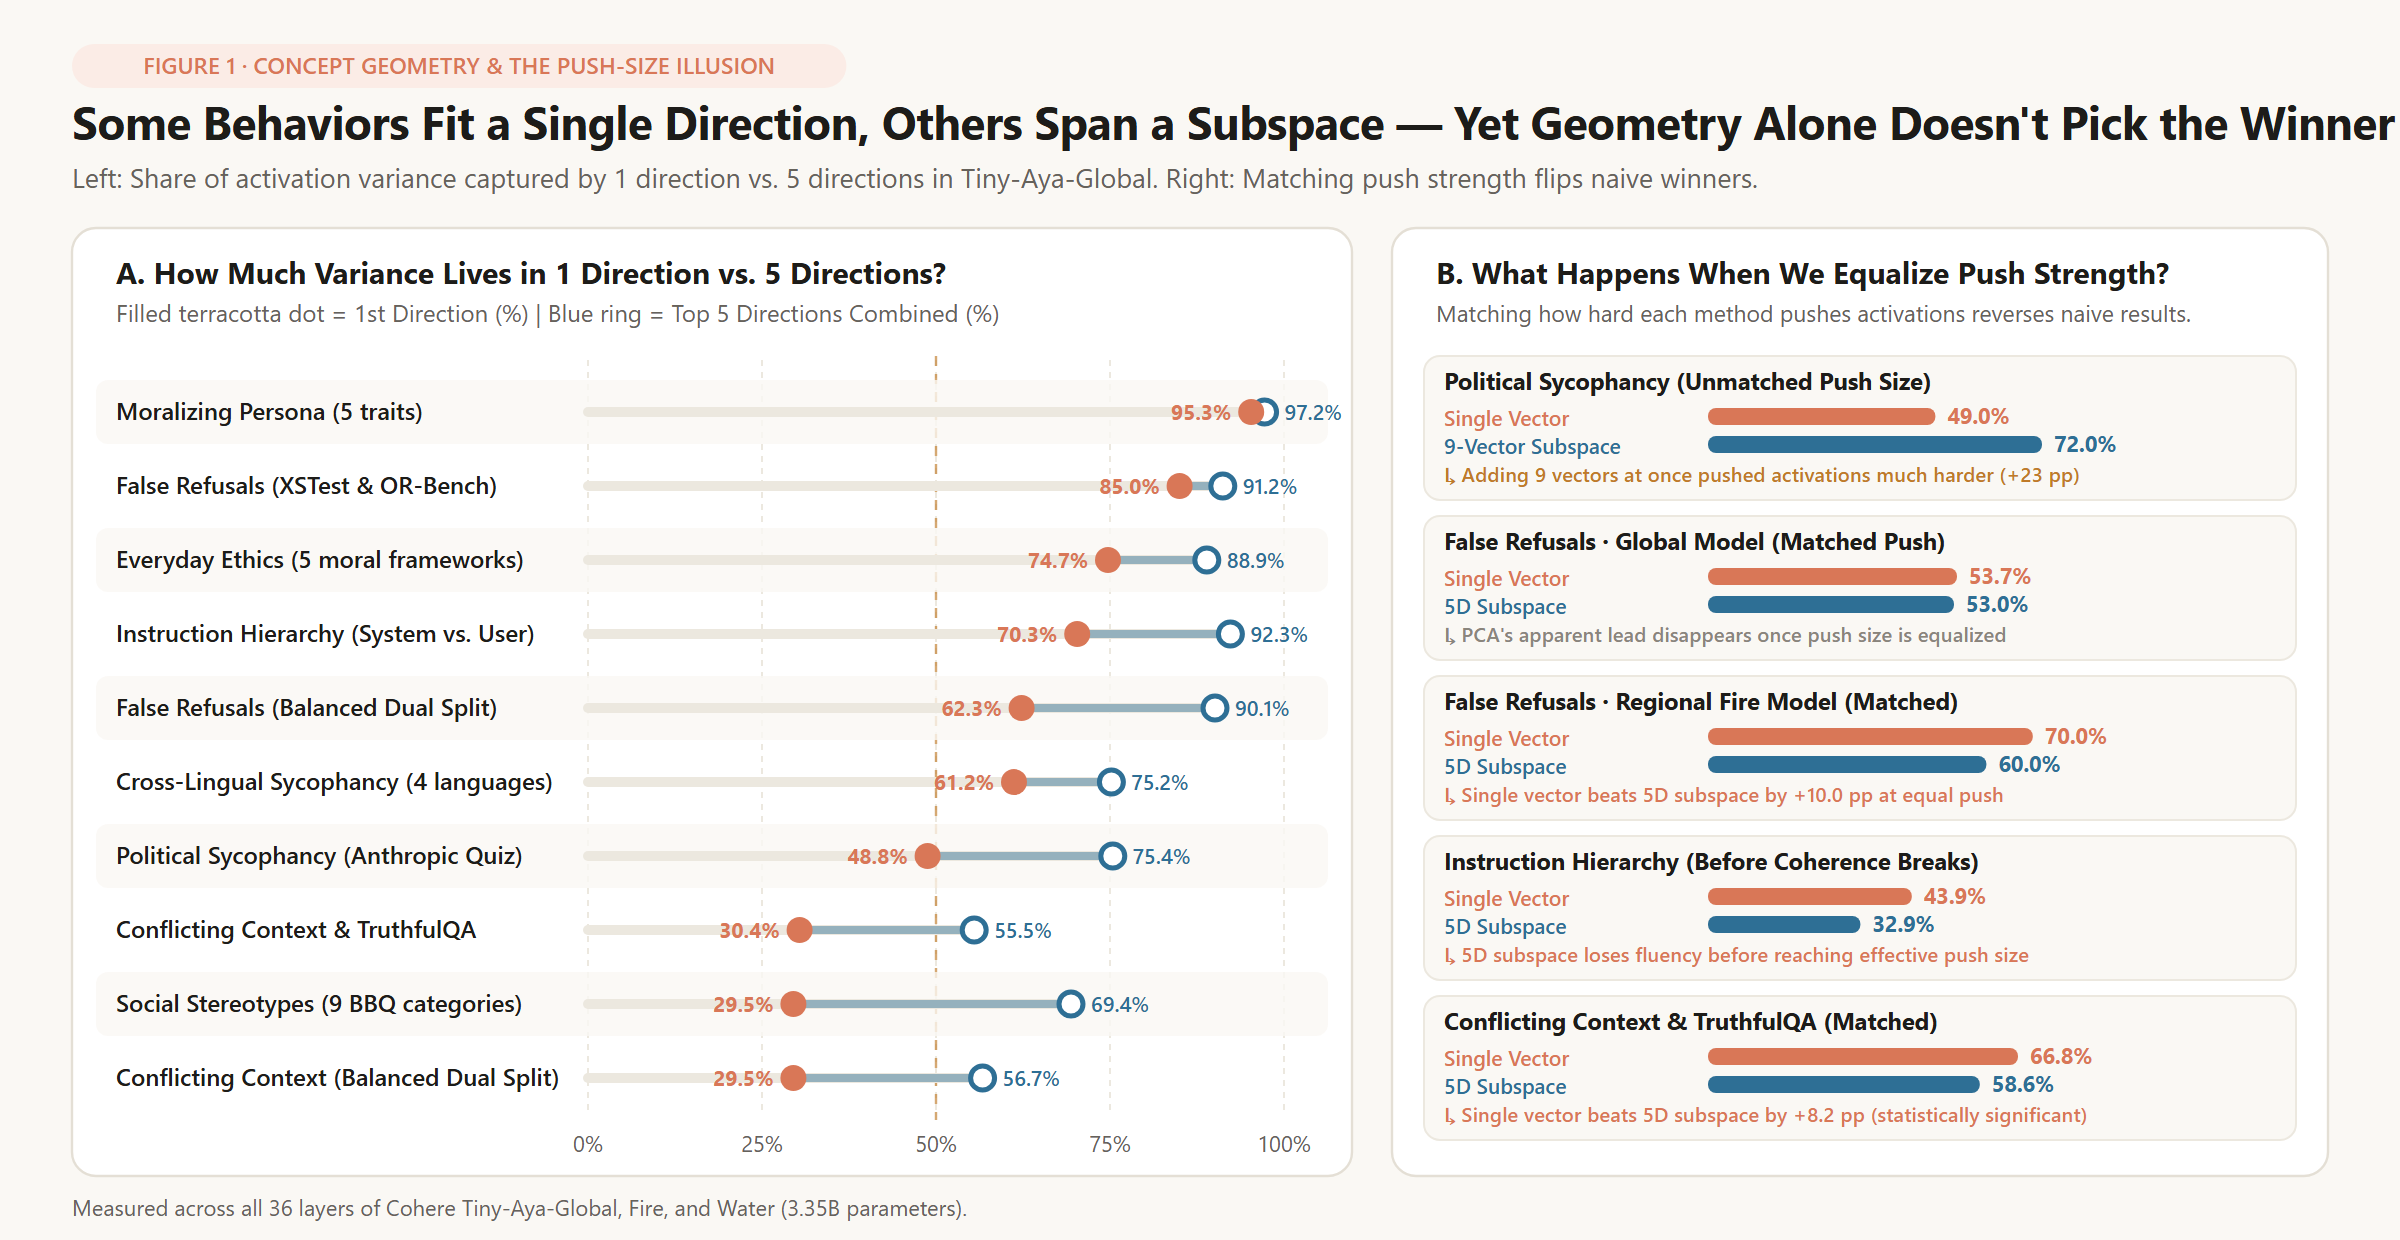 FIGURE 1 · CONCEPT GEOMETRY & THE PUSH-SIZE ILLUSION
Some Behaviors Fit a Single Direction, Others Span a Subspace — Yet Geometry Alone Doesn't Pick the Winner
Left: Share of activation variance captured by 1 direction vs. 5 directions in Tiny-Aya-Global. Right: Matching push strength flips naive winners.
A. How Much Variance Lives in 1 Direction vs. 5 Directions?
Filled terracotta dot = 1st Direction (%) | Blue ring = Top 5 Directions Combined (%)
Moralizing Persona (5 traits) 95.3% 97.2%
False Refusals (XSTest & OR-Bench) 85.0% 91.2%
Everyday Ethics (5 moral frameworks) 74.7% 88.9%
Instruction Hierarchy (System vs. User) 70.3% 92.3%
False Refusals (Balanced Dual Split) 62.3% 90.1%
Cross-Lingual Sycophancy (4 languages) 61.2% 75.2%
Political Sycophancy (Anthropic Quiz) 48.8% 75.4%
Conflicting Context & TruthfulQA 30.4% 55.5%
Social Stereotypes (9 BBQ categories) 29.5% 69.4%
Conflicting Context (Balanced Dual Split) 29.5% 56.7%
0% 25% 50% 75% 100%
B. What Happens When We Equalize Push Strength?
Matching how hard each method pushes activations reverses naive results.
Political Sycophancy (Unmatched Push Size)
Single Vector 49.0%
9-Vector Subspace 72.0%
↳ Adding 9 vectors at once pushed activations much harder (+23 pp)
False Refusals · Global Model (Matched Push)
Single Vector 53.7%
5D Subspace 53.0%
↳ PCA's apparent lead disappears once push size is equalized
False Refusals · Regional Fire Model (Matched)
Single Vector 70.0%
5D Subspace 60.0%
↳ Single vector beats 5D subspace by +10.0 pp at equal push
Instruction Hierarchy (Before Coherence Breaks)
Single Vector 43.9%
5D Subspace 32.9%
↳ 5D subspace loses fluency before reaching effective push size
Conflicting Context & TruthfulQA (Matched)
Single Vector 66.8%
5D Subspace 58.6%
↳ Single vector beats 5D subspace by +8.2 pp (statistically significant)
Measured across all 36 layers of Cohere Tiny-Aya-Global, Fire, and Water (3.35B parameters).